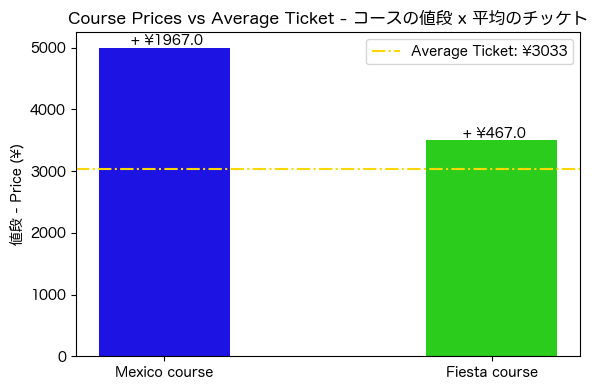 Course Prices vs Average Ticket - コースの値段 x 平均のチッケト
+ ¥1967.0
Average Ticket: ¥3033
+ ¥467.0
値段 - Price (¥)
5000
4000
3000
2000
1000
0
Mexico course
Fiesta course